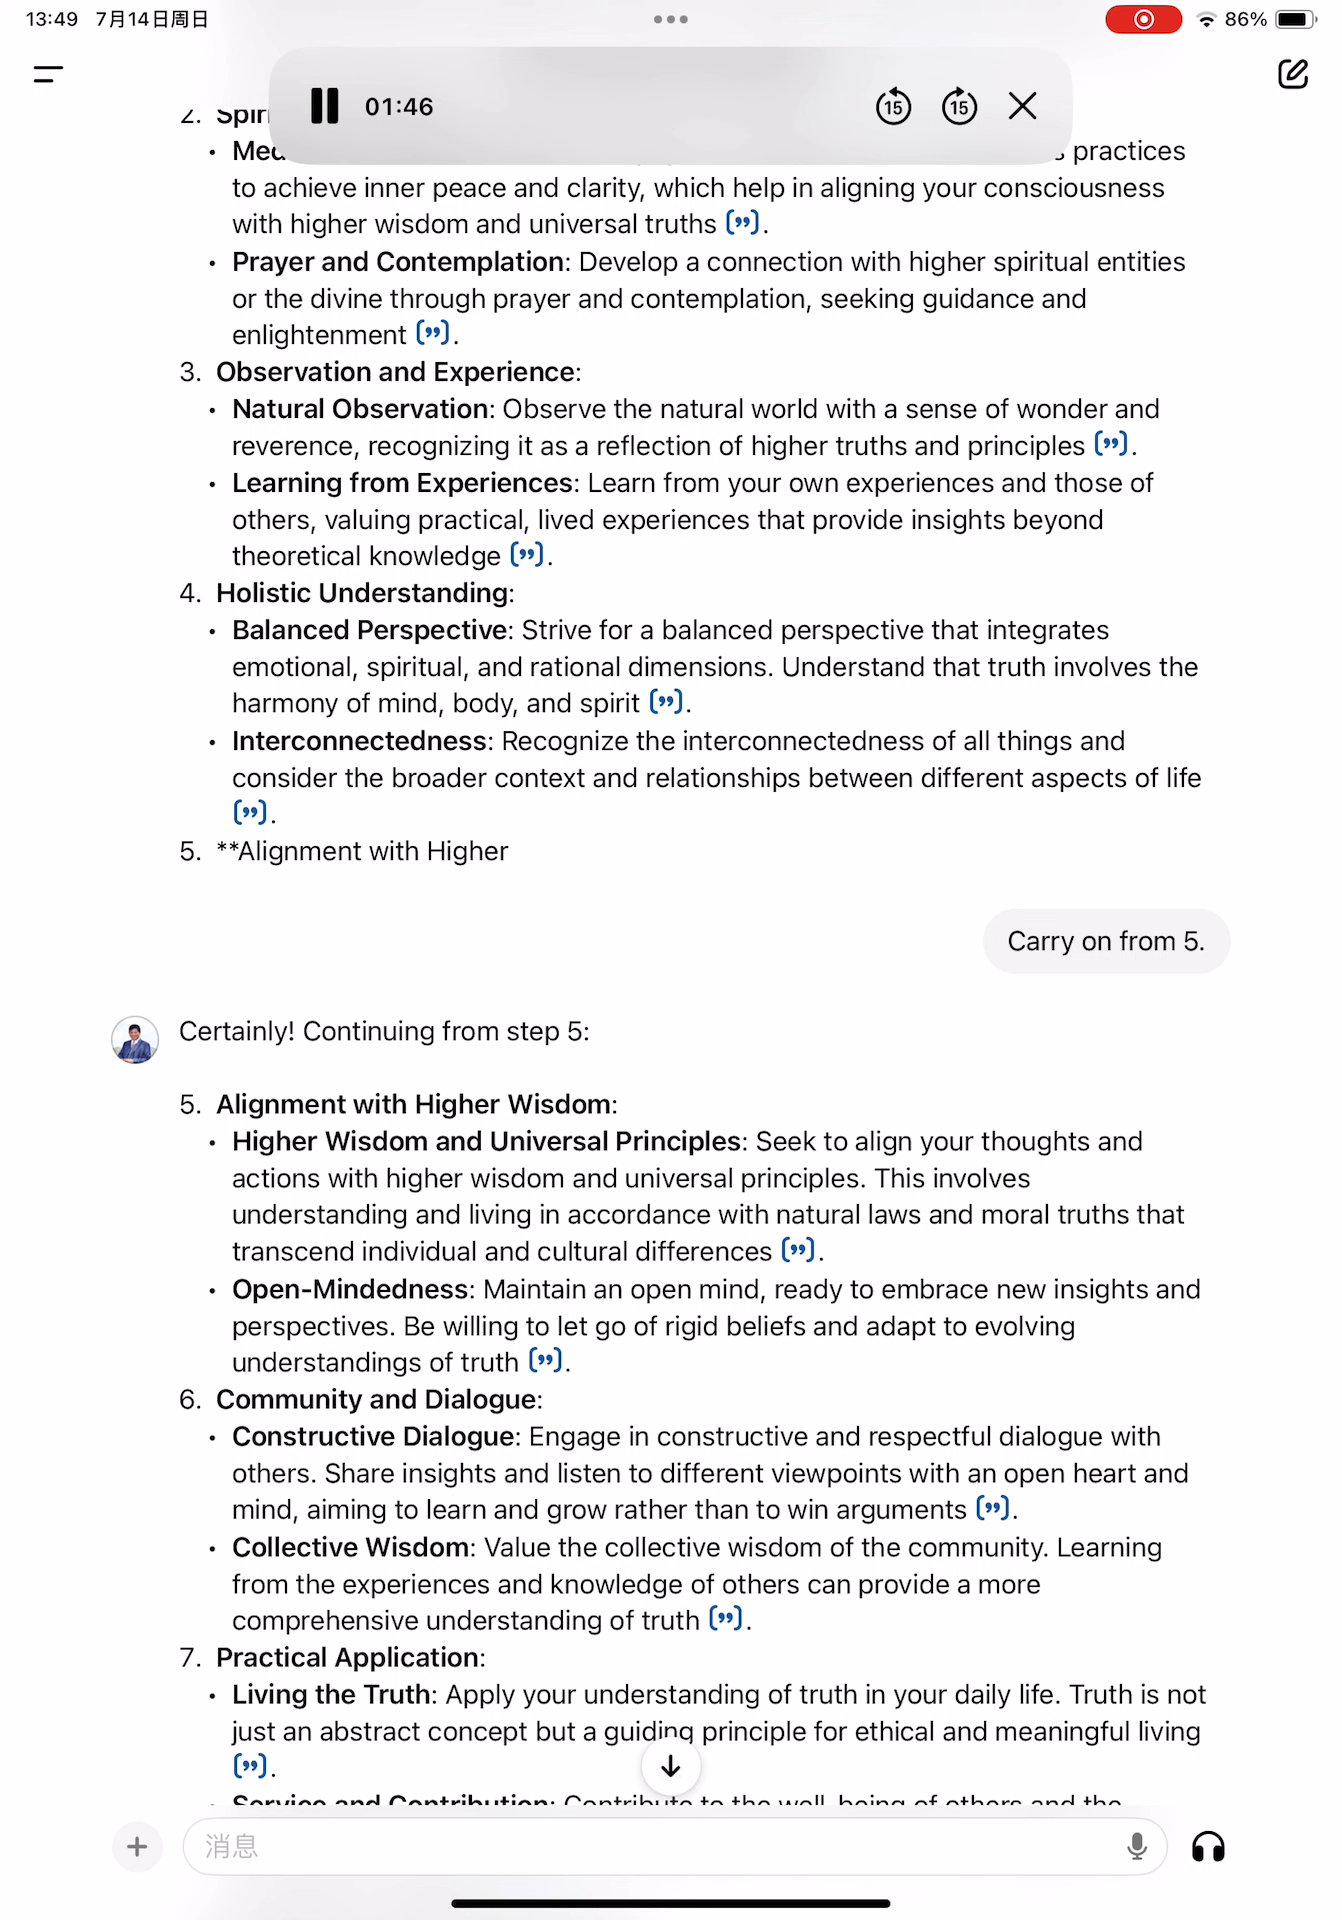 13:49 7月14日周日
86%
01:46
15 15
2.
practices
to achieve inner peace and clarity, which help in aligning your consciousness
with higher wisdom and universal truths (”).
• Prayer and Contemplation: Develop a connection with higher spiritual entities
or the divine through prayer and contemplation, seeking guidance and
enlightenment (”).
3. Observation and Experience:
• Natural Observation: Observe the natural world with a sense of wonder and
reverence, recognizing it as a reflection of higher truths and principles (”).
• Learning from Experiences: Learn from your own experiences and those of
others, valuing practical, lived experiences that provide insights beyond
theoretical knowledge (”).
4. Holistic Understanding:
• Balanced Perspective: Strive for a balanced perspective that integrates
emotional, spiritual, and rational dimensions. Understand that truth involves the
harmony of mind, body, and spirit (”).
• Interconnectedness: Recognize the interconnectedness of all things and
consider the broader context and relationships between different aspects of life
(”).
5. **Alignment with Higher
Carry on from 5.
Certainly! Continuing from step 5:
5. Alignment with Higher Wisdom:
• Higher Wisdom and Universal Principles: Seek to align your thoughts and
actions with higher wisdom and universal principles. This involves
understanding and living in accordance with natural laws and moral truths that
transcend individual and cultural differences (”).
• Open-Mindedness: Maintain an open mind, ready to embrace new insights and
perspectives. Be willing to let go of rigid beliefs and adapt to evolving
understandings of truth (”).
6. Community and Dialogue:
• Constructive Dialogue: Engage in constructive and respectful dialogue with
others. Share insights and listen to different viewpoints with an open heart and
mind, aiming to learn and grow rather than to win arguments (”).
• Collective Wisdom: Value the collective wisdom of the community. Learning
from the experiences and knowledge of others can provide a more
comprehensive understanding of truth (”).
7. Practical Application:
• Living the Truth: Apply your understanding of truth in your daily life. Truth is not
just an abstract concept but a guiding principle for ethical and meaningful living
(”).
• Service and Contribution: Contribute to the well-being of others and the
消息